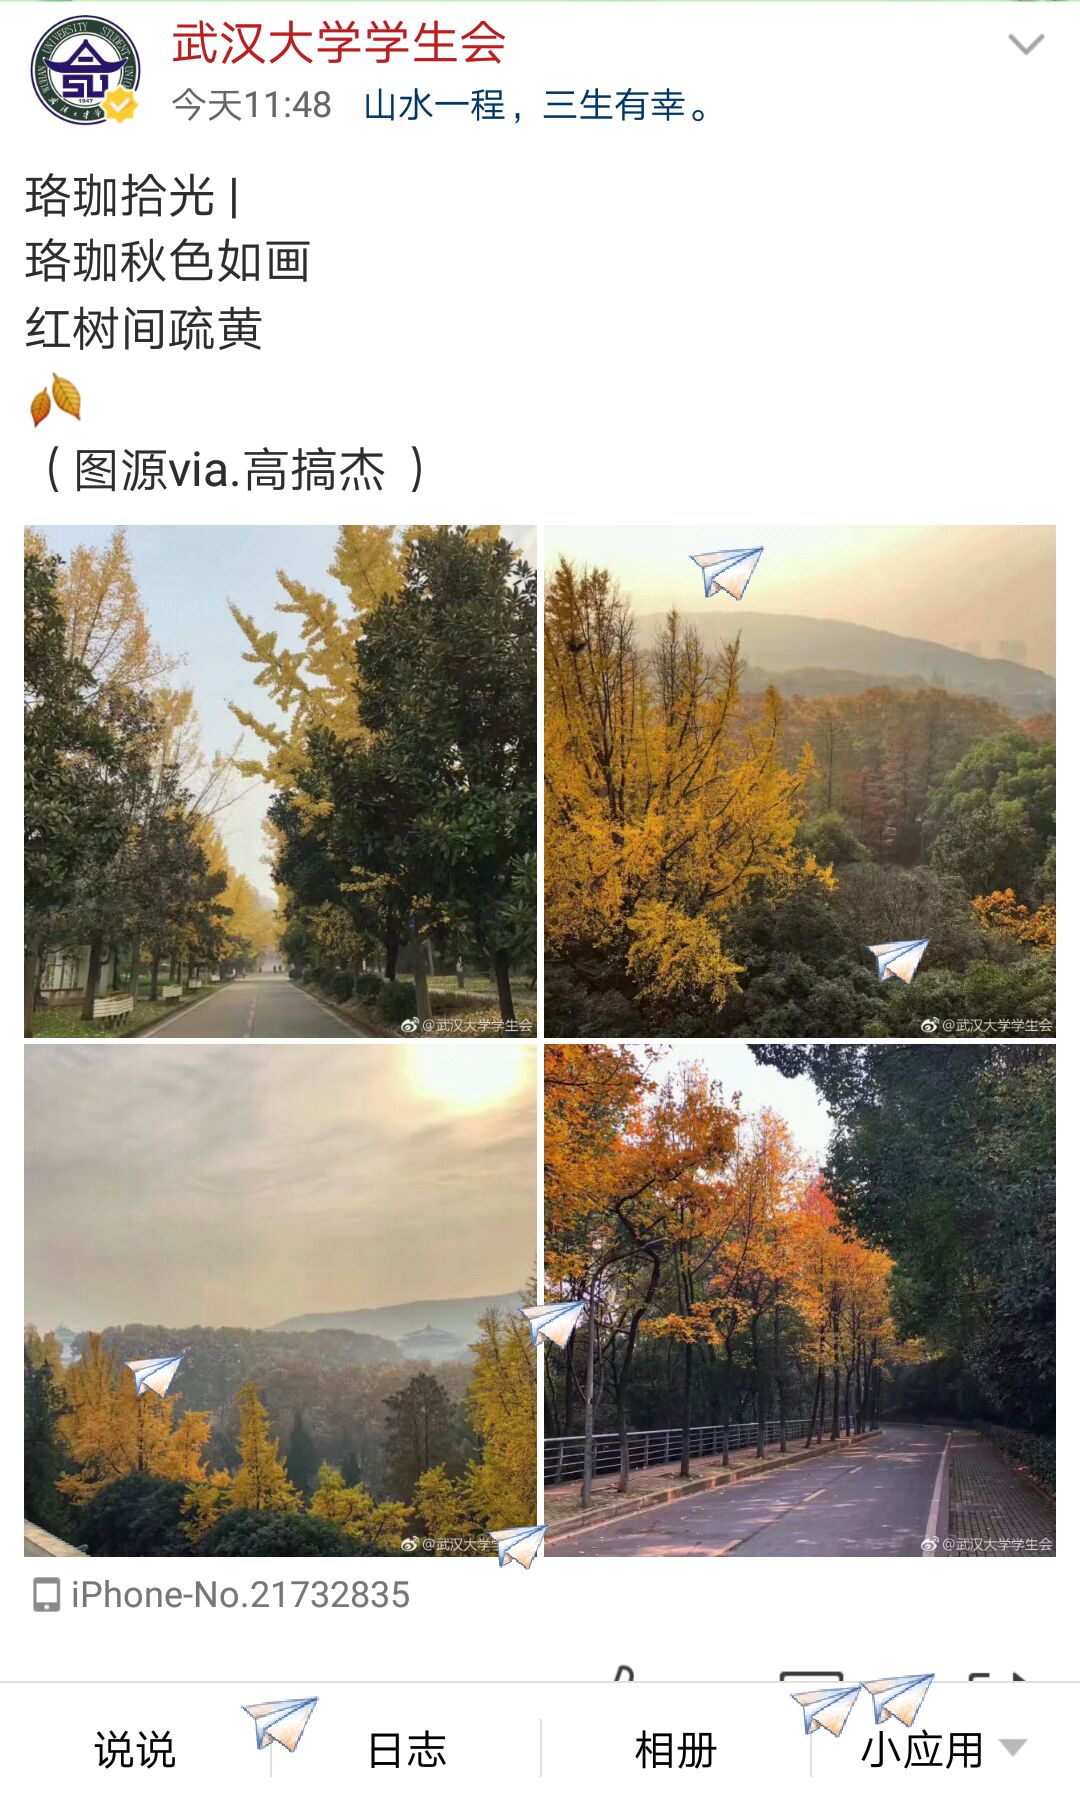 武汉大学学生会
今天11:48 山水一程，三生有幸。
珞珈拾光 |
珞珈秋色如画
红树间疏黄
（图源via.高搞杰 ）
@武汉大学学生会
@武汉大学学生会
@武汉大学学
@武汉大学学生会
iPhone-No.21732835
说说
日志
相册
小应用